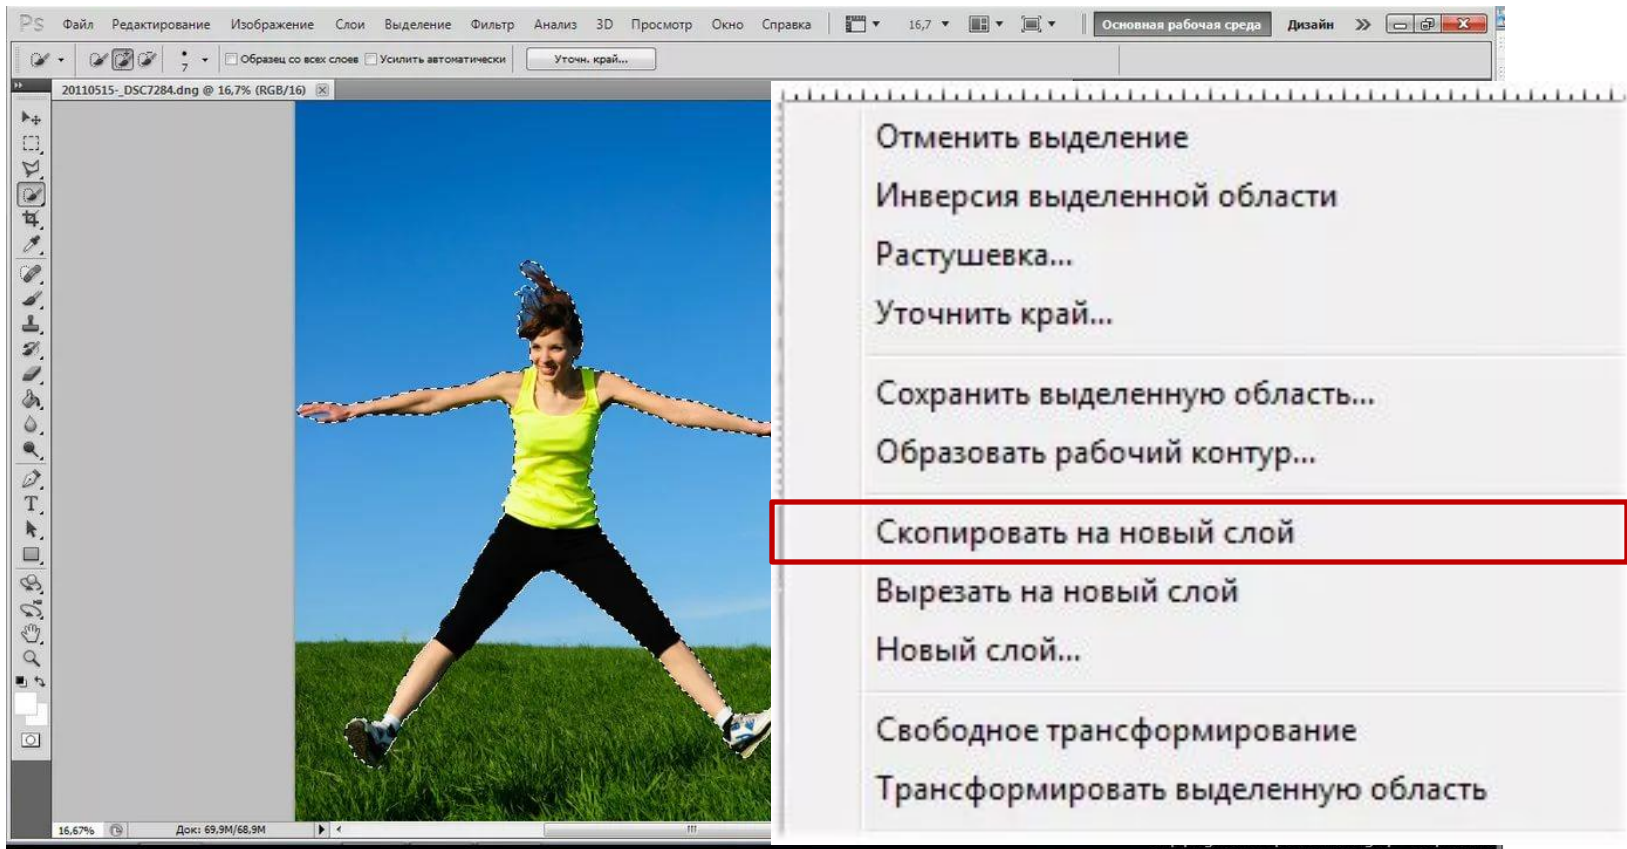 Ps Файл Редактирование Изображение Слои Выделение Фильтр Анализ 3D Просмотр Окно Справка 16,7 Основная рабочая среда Дизайн
7 Образец со всех слоев Усилить автоматически Уточн. край...
20110515-_DSC7284.dng @ 16,7% (RGB/16)
Отменить выделение
Инверсия выделенной области
Растушевка...
Уточнить край...
Сохранить выделенную область...
Образовать рабочий контур...
Скопировать на новый слой
Вырезать на новый слой
Новый слой...
Свободное трансформирование
Трансформировать выделенную область
16,67% Док: 69,9M/68,9M